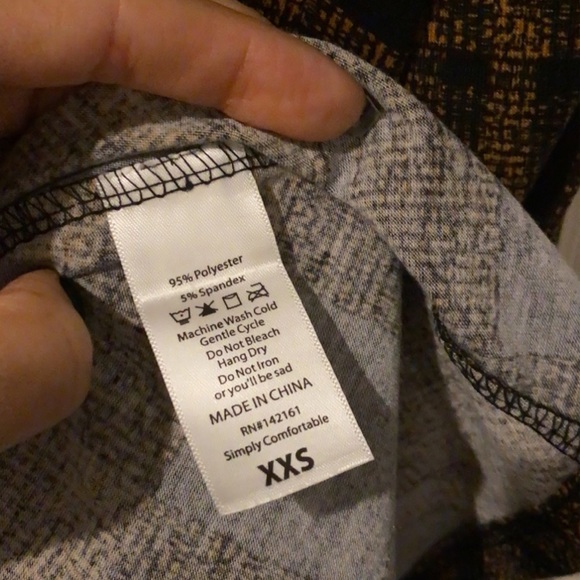 95% Polyester
5% Spandex
Machine Wash Cold
Gentle Cycle
Do Not Bleach
Hang Dry
Do Not Iron
or you'll be sad
MADE IN CHINA
RN#142161
Simply Comfortable
XXS